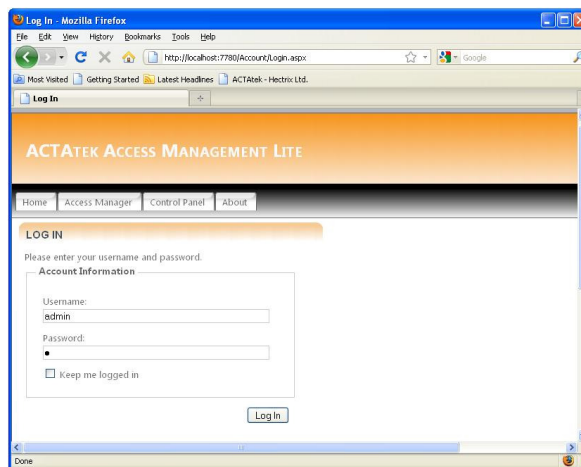 Log In - Mozilla Firefox
File Edit View History Bookmarks Tools Help
http://localhost:7780/Account/Login.aspx
Google
Most Visited Getting Started Latest Headlines ACTAtek - Hectrix Ltd.
Log In
ACTATEK ACCESS MANAGEMENT LITE
Home Access Manager Control Panel About
LOG IN
Please enter your username and password.
Account Information
Username:
admin
Password:
Keep me logged in
Log In
Done